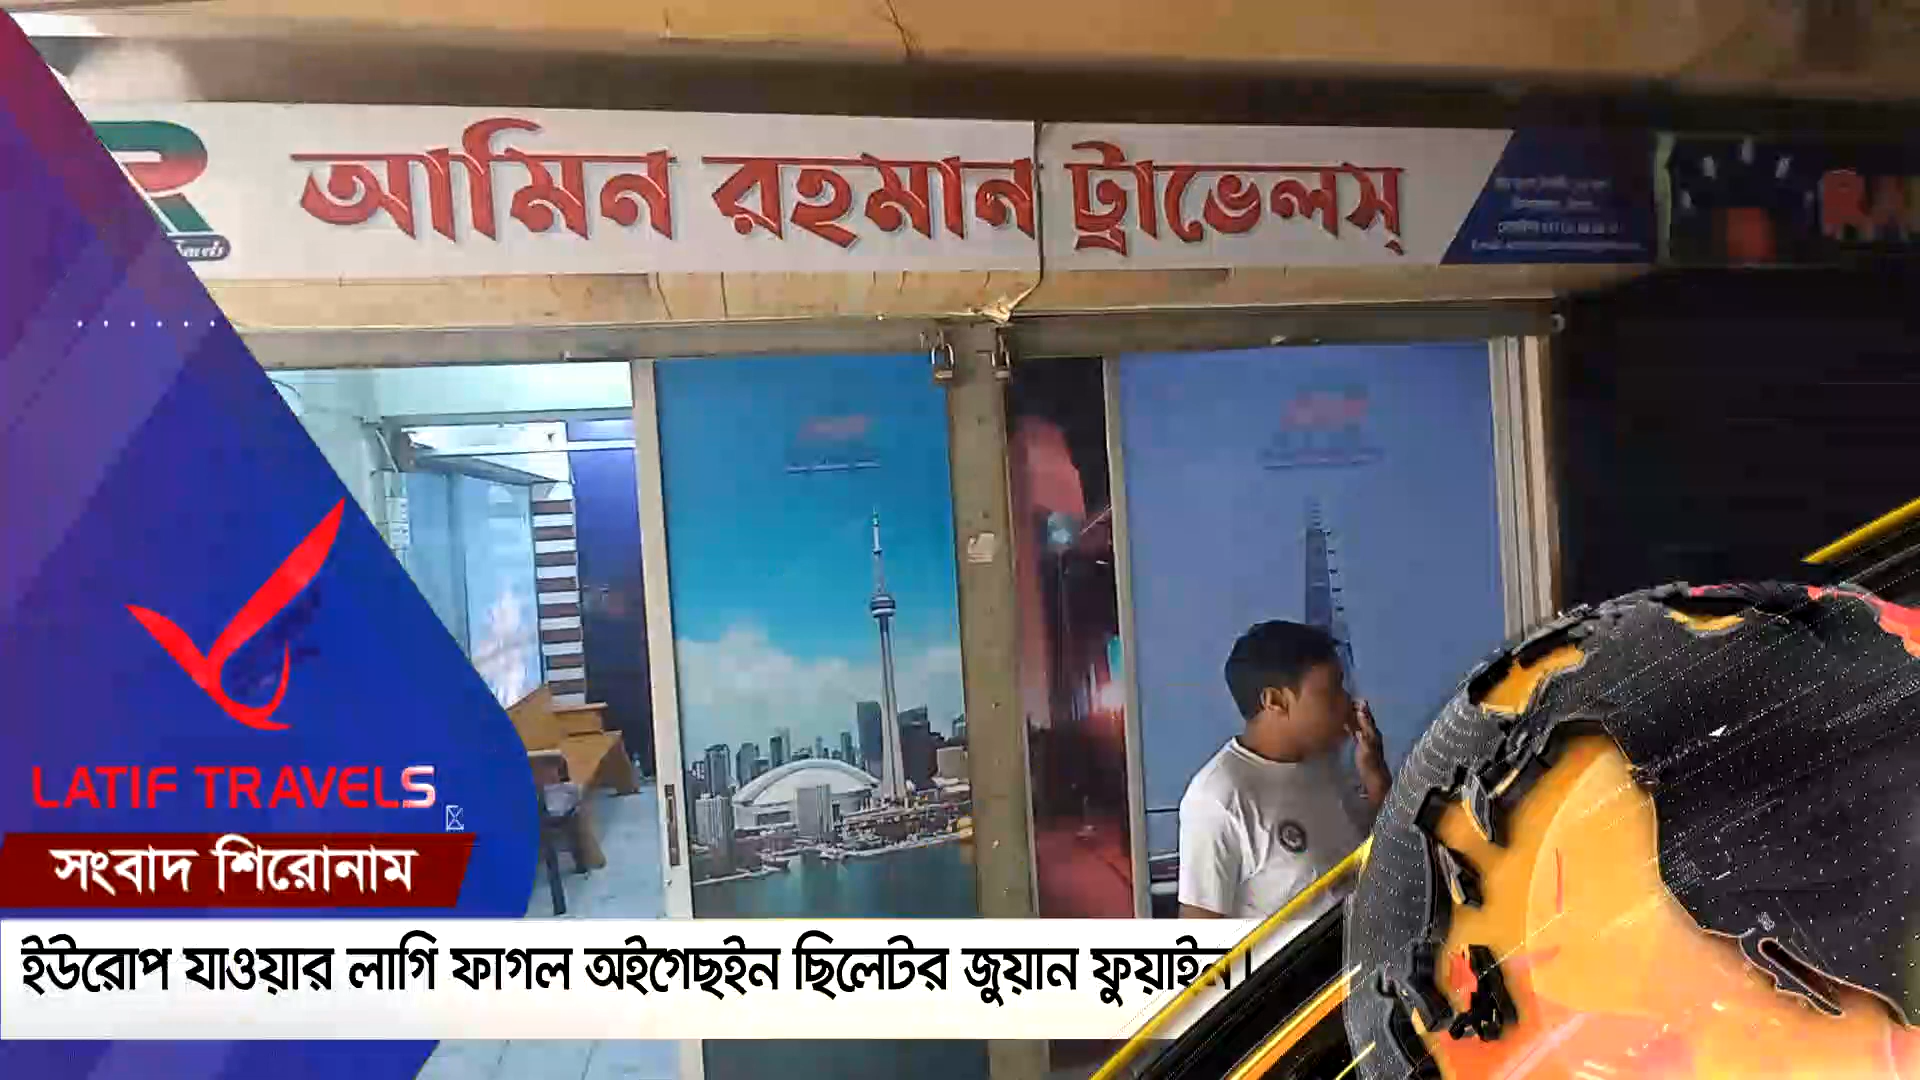 আমিন রহমান ট্রাভেলস্
LATIF TRAVELS
সংবাদ শিরোনাম
ইউরোপ যাওয়ার লাগি ফাগল অইগেছইন ছিলেটর জুয়ান ফুয়াইন।